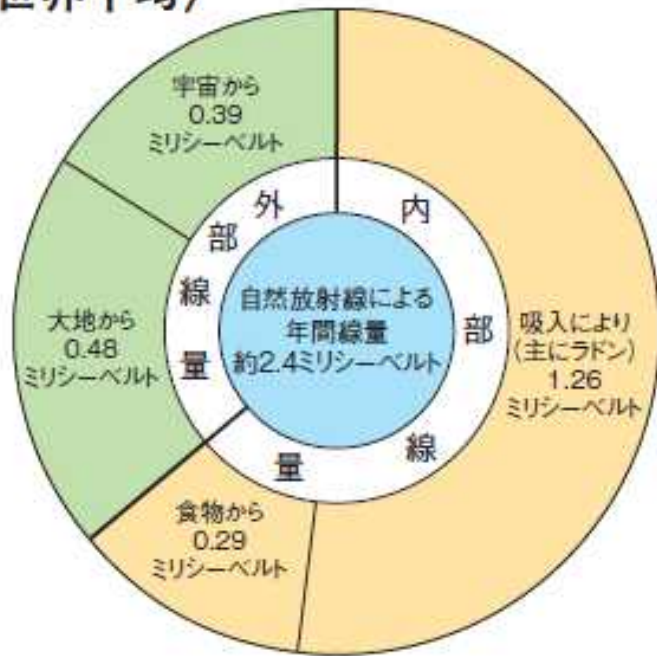 宇宙から
0.39
ミリシーベルト
大地から
0.48
ミリシーベルト
外部線量
自然放射線による
年間線量
約2.4ミリシーベルト
内部線量
吸入により
(主にラドン)
1.26
ミリシーベルト
食物から
0.29
ミリシーベルト